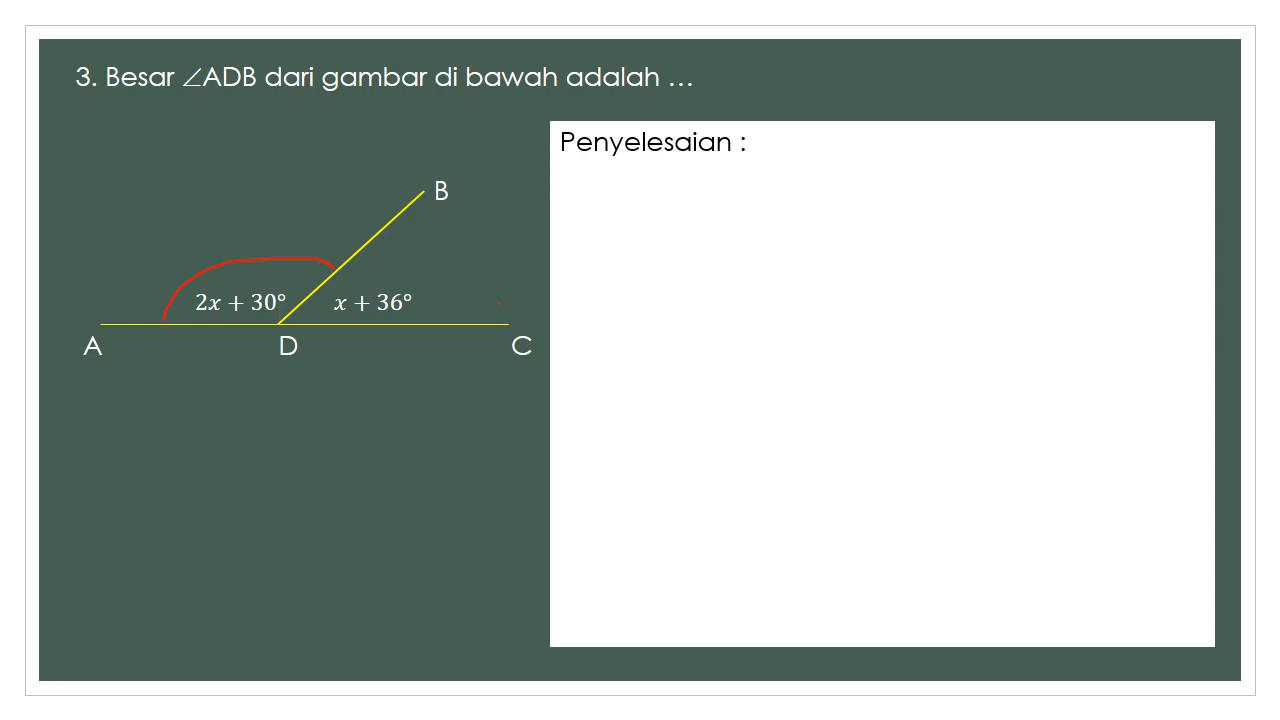 3. Besar ∠ADB dari gambar di bawah adalah …
Penyelesaian :
B
2𝑥 + 30° 𝑥 + 36°
A D C